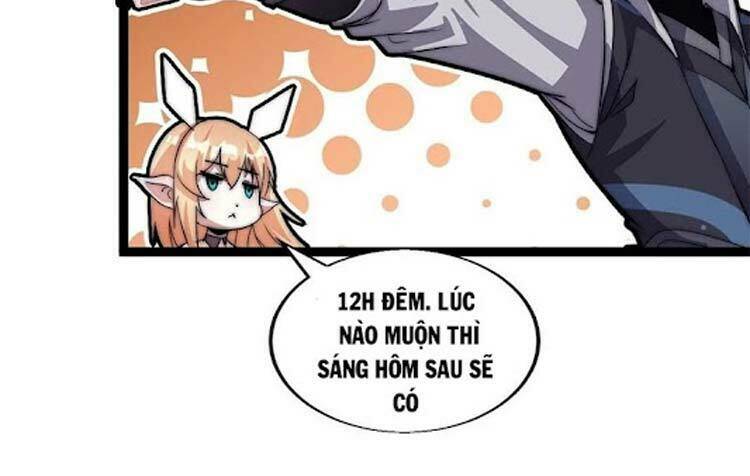 12H ĐÊM. LÚC
NÀO MUỘN THÌ
SÁNG HÔM SAU SẼ
CÓ